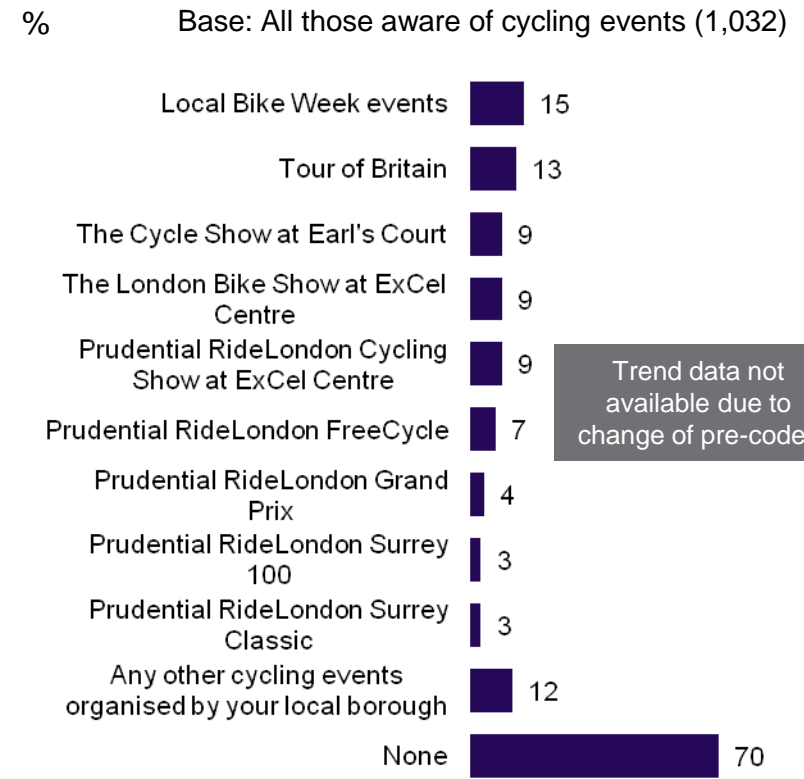 % Base: All those aware of cycling events (1,032)
Local Bike Week events 15
Tour of Britain 13
The Cycle Show at Earl's Court 9
The London Bike Show at ExCel
Centre 9
Prudential RideLondon Cycling
Show at ExCel Centre 9
Trend data not
available due to
change of pre-code
Prudential RideLondon FreeCycle 7
Prudential RideLondon Grand
Prix 4
Prudential RideLondon Surrey
100 3
Prudential RideLondon Surrey
Classic 3
Any other cycling events
organised by your local borough 12
None 70